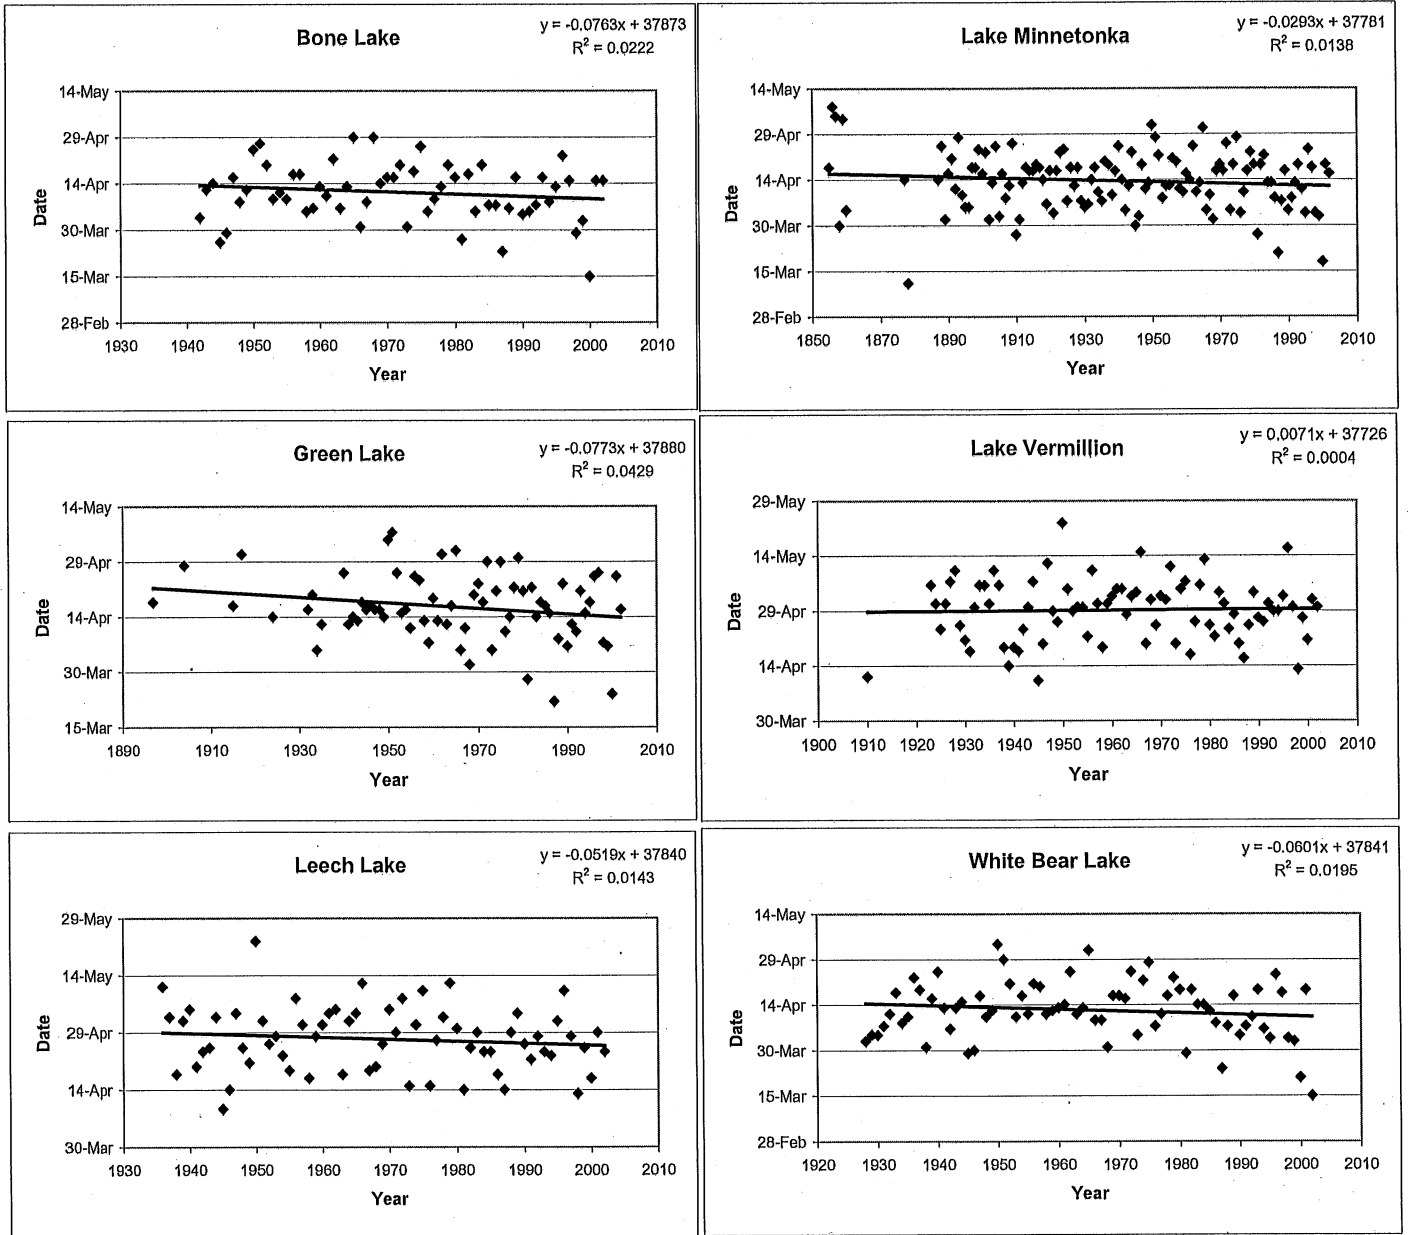 Bone Lake
y = -0.0763x + 37873
R² = 0.0222
14-May
29-Apr
14-Apr
30-Mar
15-Mar
28-Feb
Date
1930 1940 1950 1960 1970 1980 1990 2000 2010
Year
Lake Minnetonka
y = -0.0293x + 37781
R² = 0.0138
14-May
29-Apr
14-Apr
30-Mar
15-Mar
28-Feb
Date
1850 1870 1890 1910 1930 1950 1970 1990 2010
Year
Green Lake
y = -0.0773x + 37880
R² = 0.0429
14-May
29-Apr
14-Apr
30-Mar
15-Mar
Date
1890 1910 1930 1950 1970 1990 2010
Year
Lake Vermillion
y = 0.0071x + 37726
R² = 0.0004
29-May
14-May
29-Apr
14-Apr
30-Mar
Date
1900 1910 1920 1930 1940 1950 1960 1970 1980 1990 2000 2010
Year
Leech Lake
y = -0.0519x + 37840
R² = 0.0143
29-May
14-May
29-Apr
14-Apr
30-Mar
Date
1930 1940 1950 1960 1970 1980 1990 2000 2010
Year
White Bear Lake
y = -0.0601x + 37841
R² = 0.0195
14-May
29-Apr
14-Apr
30-Mar
15-Mar
28-Feb
Date
1920 1930 1940 1950 1960 1970 1980 1990 2000 2010
Year